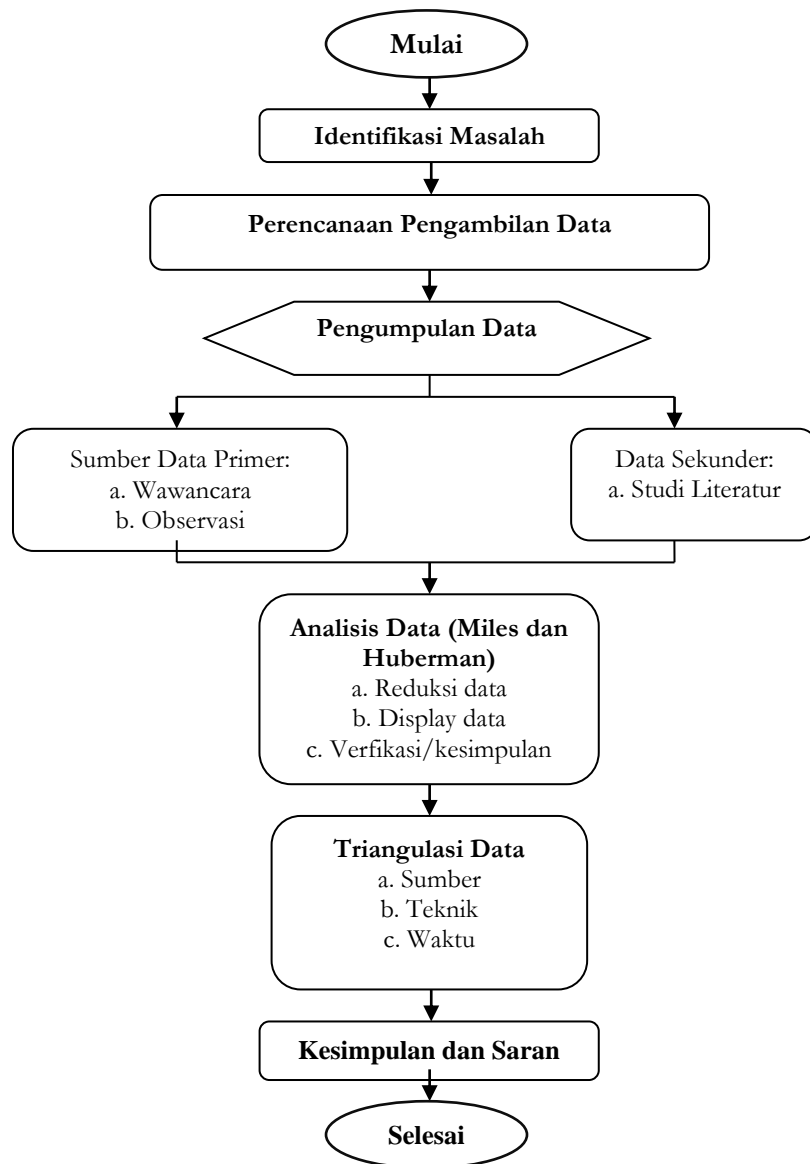 Mulai
Identifikasi Masalah
Perencanaan Pengambilan Data
Pengumpulan Data
Sumber Data Primer:
a. Wawancara
b. Observasi
Data Sekunder:
a. Studi Literatur
Analisis Data (Miles dan
Huberman)
a. Reduksi data
b. Display data
c. Verfikasi/kesimpulan
Triangulasi Data
a. Sumber
b. Teknik
c. Waktu
Kesimpulan dan Saran
Selesai